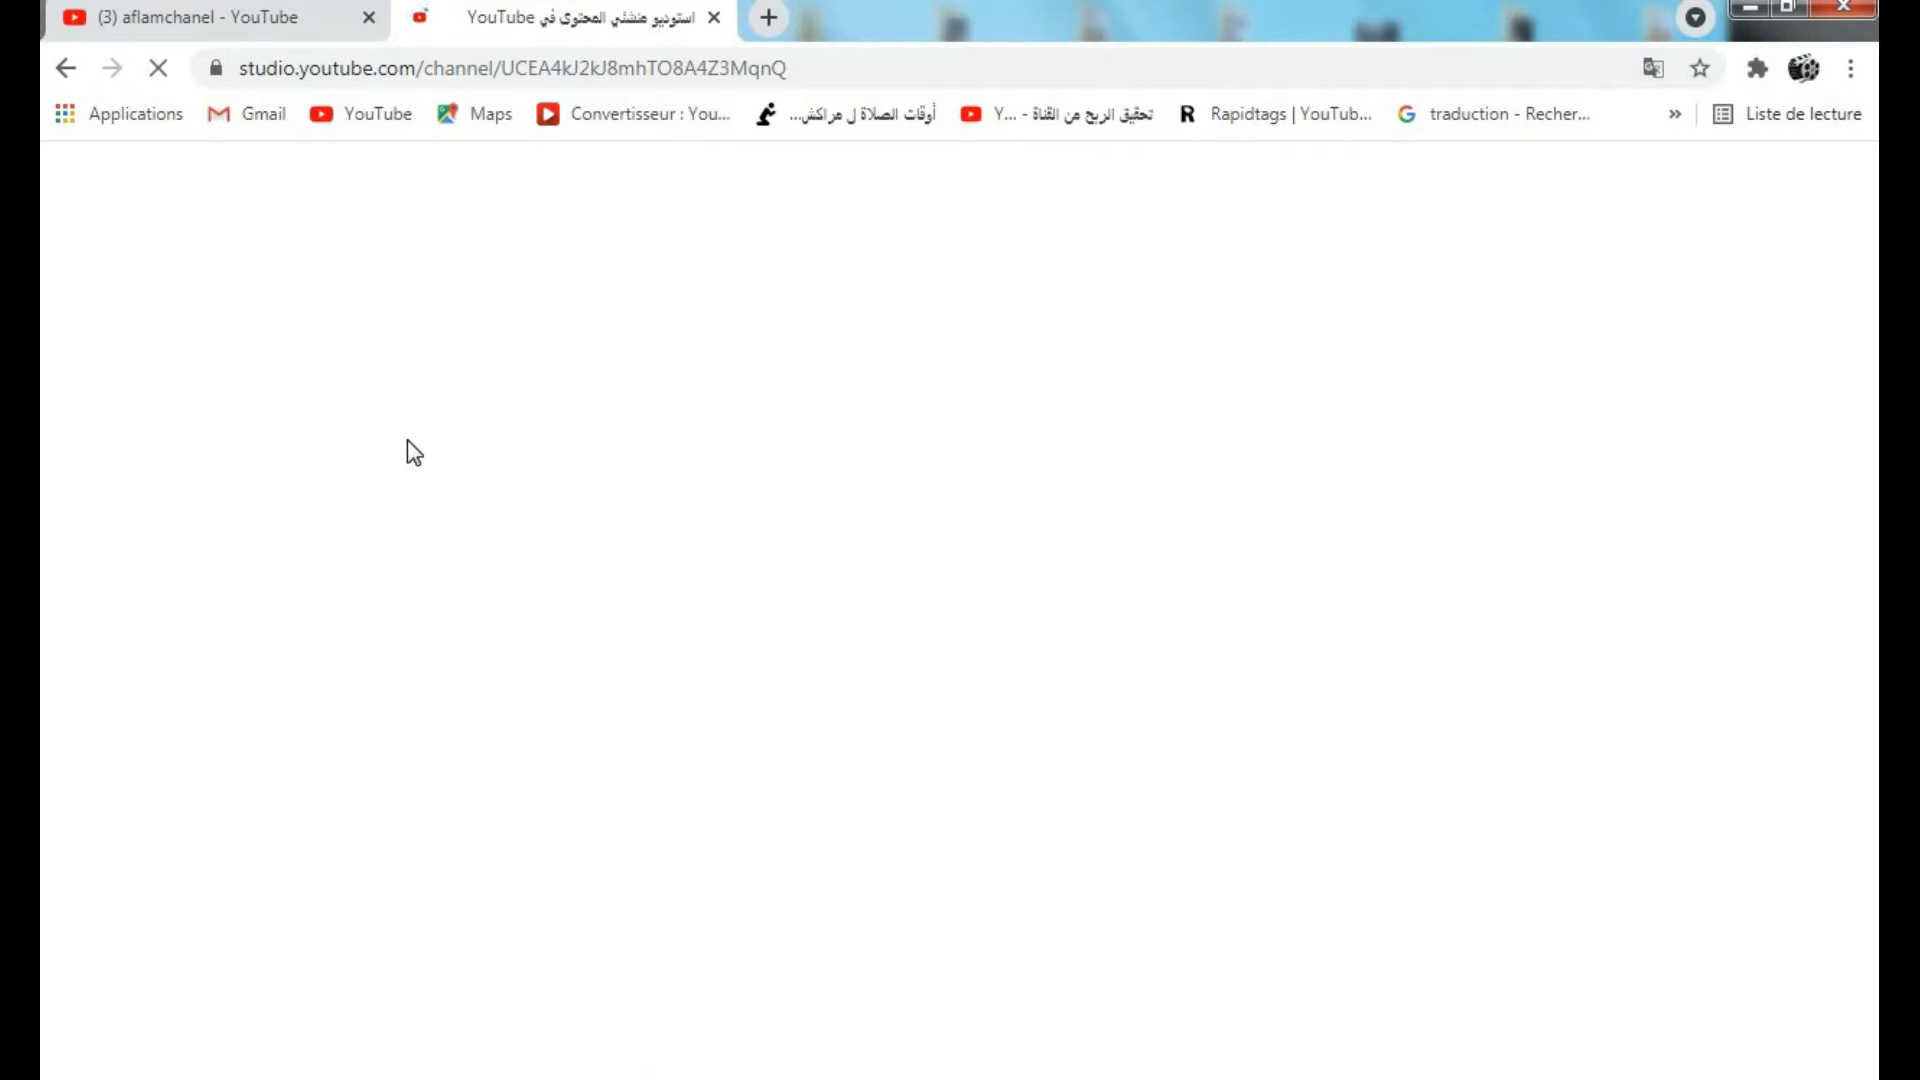 (3) aflamchanel - YouTube
استوديو منشئي المحتوى في YouTube
studio.youtube.com/channel/UCEA4kJ2kJ8mhTO8A4Z3MqnQ
Applications
Gmail
YouTube
Maps
Convertisseur : You...
أوقات الصلاة ل مراكش...
تحقيق الربح من القناة - Y...
Rapidtags | YouTub...
traduction - Recher...
Liste de lecture